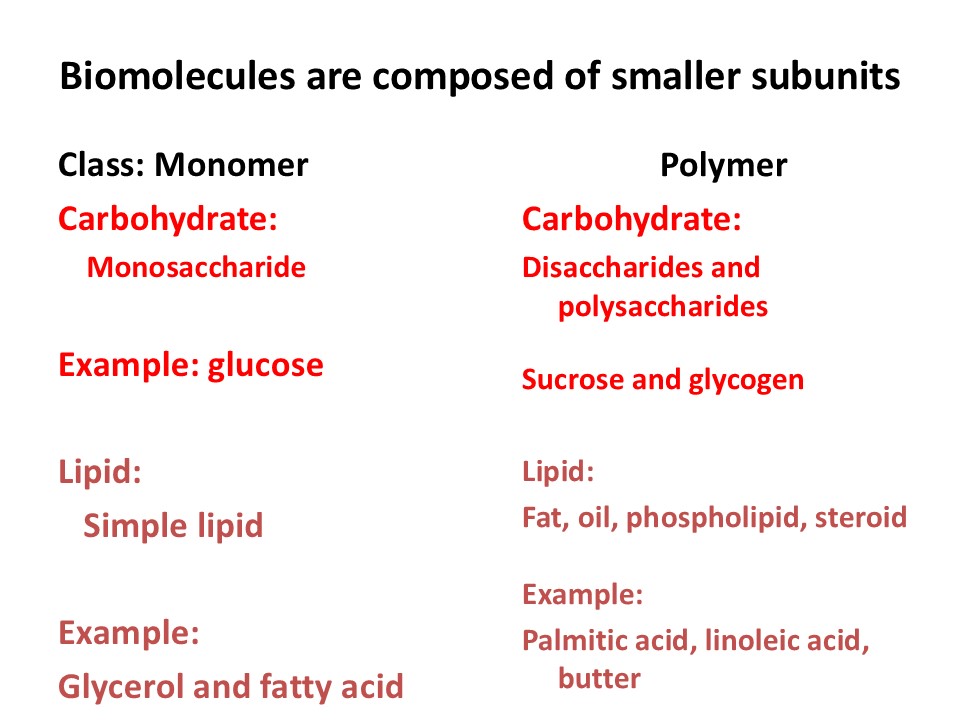 Biomolecules are composed of smaller subunits
Class: Monomer
Carbohydrate:
Monosaccharide
Example: glucose
Lipid:
Simple lipid
Example:
Glycerol and fatty acid
Polymer
Carbohydrate:
Disaccharides and
polysaccharides
Sucrose and glycogen
Lipid:
Fat, oil, phospholipid, steroid
Example:
Palmitic acid, linoleic acid,
butter